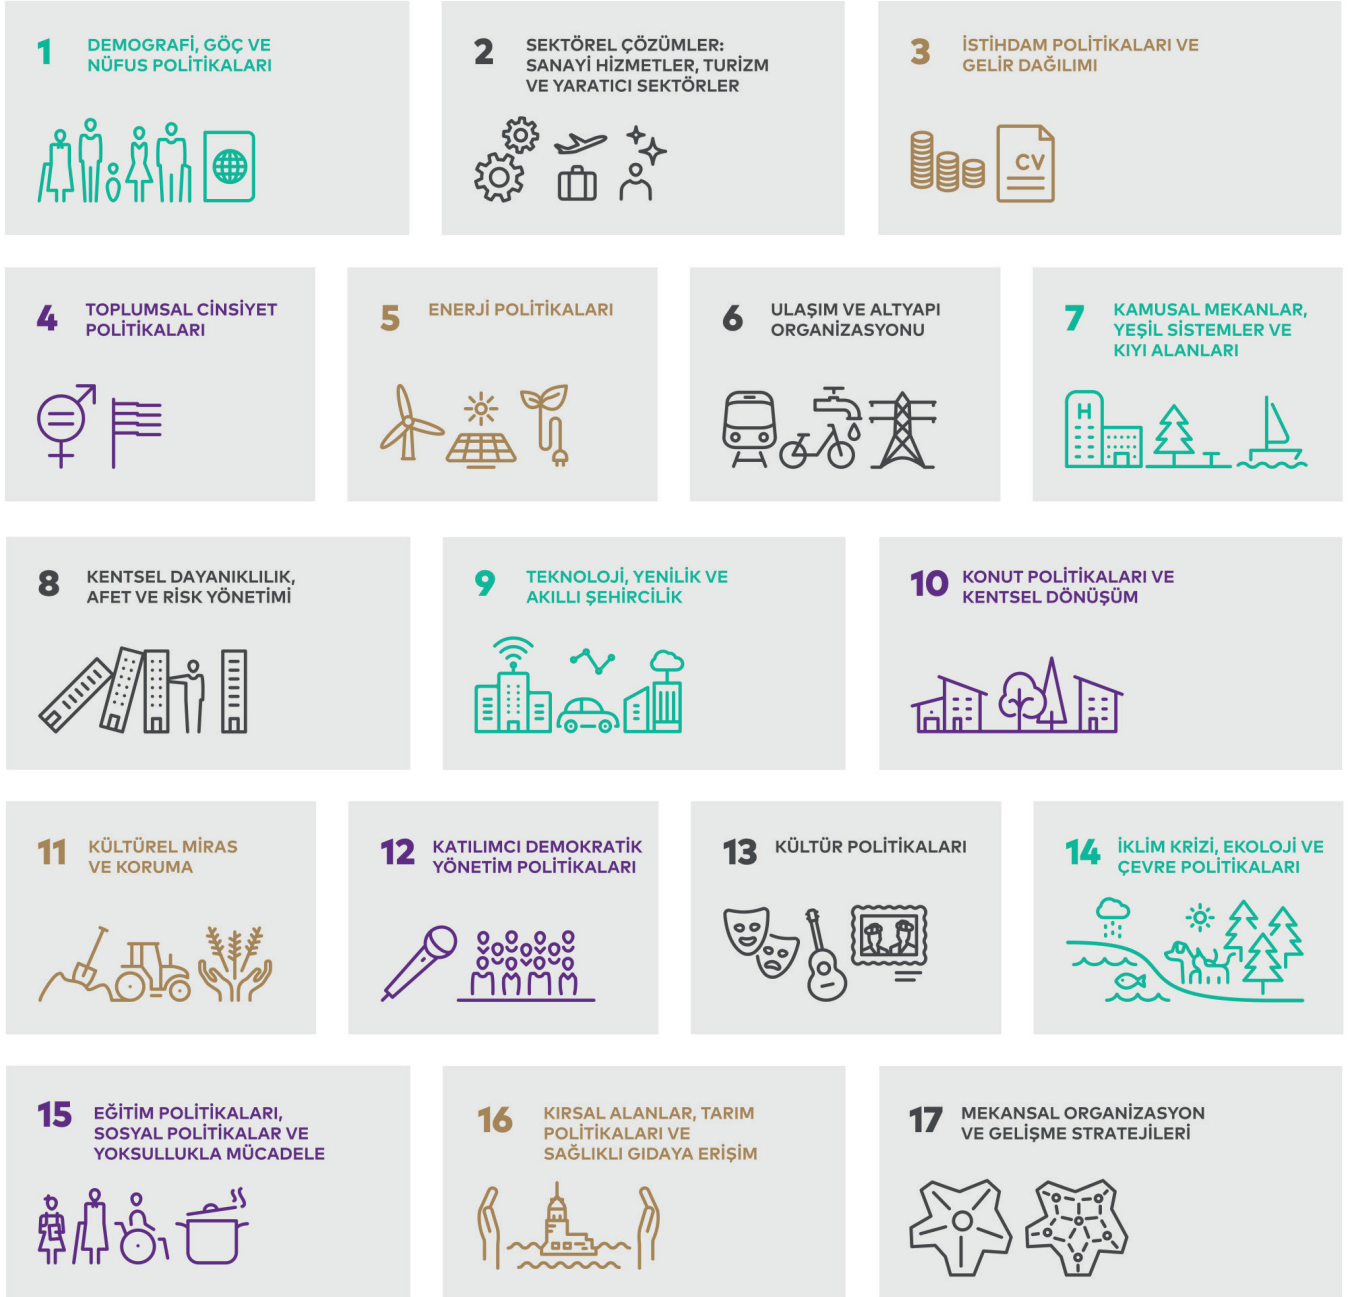 1
DEMOGRAFİ, GÖÇ VE
NÜFUS POLİTİKALARI
2
SEKTÖREL ÇÖZÜMLER:
SANAYİ HİZMETLER, TURİZM
VE YARATICI SEKTÖRLER
3
İSTİHDAM POLİTİKALARI VE
GELİR DAĞILIMI
CV
4
TOPLUMSAL CİNSİYET
POLİTİKALARI
5
ENERJİ POLİTİKALARI
6
ULAŞIM VE ALTYAPI
ORGANİZASYONU
7
KAMUSAL MEKANLAR,
YEŞİL SİSTEMLER VE
KIYI ALANLARI
H
8
KENTSEL DAYANIKLILIK,
AFET VE RİSK YÖNETİMİ
9
TEKNOLOJİ, YENİLİK VE
AKILLI ŞEHİRCİLİK
10
KONUT POLİTİKALARI VE
KENTSEL DÖNÜŞÜM
11
KÜLTÜREL MİRAS
VE KORUMA
12
KATILIMCI DEMOKRATİK
YÖNETİM POLİTİKALARI
13
KÜLTÜR POLİTİKALARI
14
İKLİM KRİZİ, EKOLOJİ VE
ÇEVRE POLİTİKALARI
15
EĞİTİM POLİTİKALARI,
SOSYAL POLİTİKALAR VE
YOKSULLUKLA MÜCADELE
16
KIRSAL ALANLAR, TARIM
POLİTİKALARI VE
SAĞLIKLI GIDAYA ERİŞİM
17
MEKANSAL ORGANİZASYON
VE GELİŞME STRATEJİLERİ